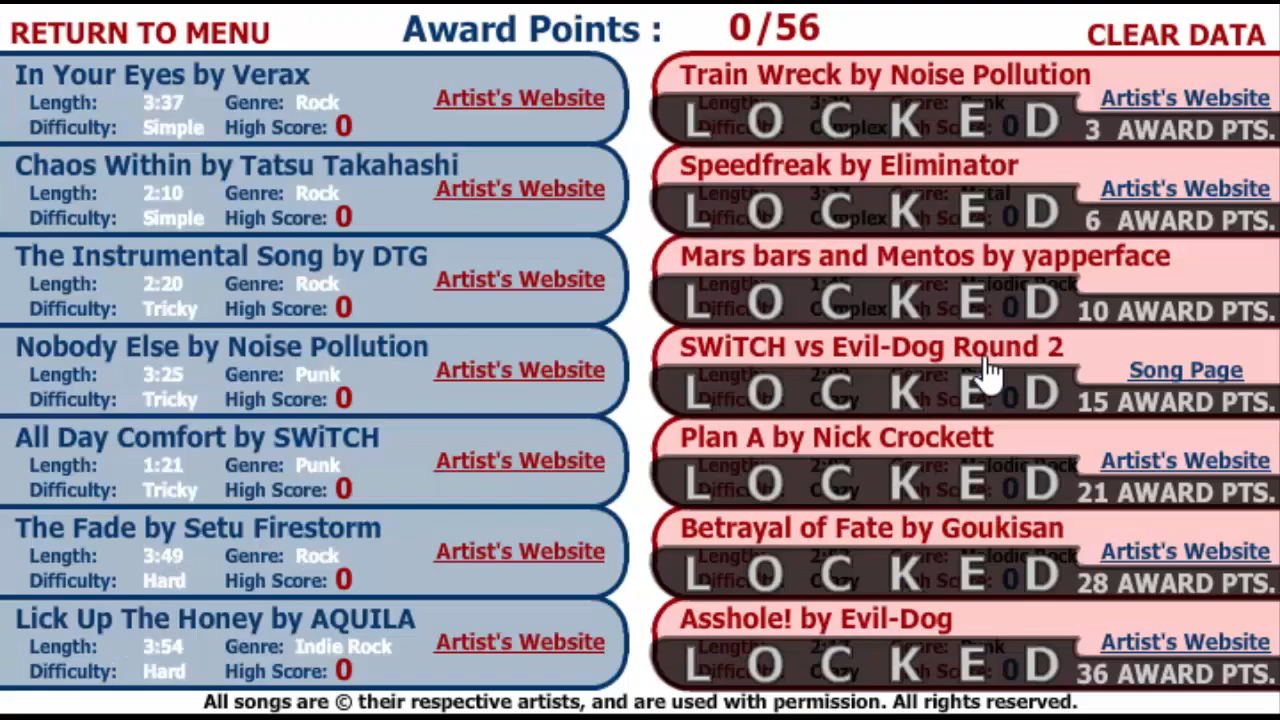 RETURN TO MENU
Award Points : 0/56
CLEAR DATA
In Your Eyes by Verax
Length: 3:37 Genre: Rock
Artist's Website
Difficulty: Simple High Score: 0
Chaos Within by Tatsu Takahashi
Length: 2:10 Genre: Rock
Artist's Website
Difficulty: Simple High Score: 0
The Instrumental Song by DTG
Length: 2:20 Genre: Rock
Artist's Website
Difficulty: Tricky High Score: 0
Nobody Else by Noise Pollution
Length: 3:25 Genre: Punk
Artist's Website
Difficulty: Tricky High Score: 0
All Day Comfort by SWiTCH
Length: 1:21 Genre: Punk
Artist's Website
Difficulty: Tricky High Score: 0
The Fade by Setu Firestorm
Length: 3:49 Genre: Rock
Artist's Website
Difficulty: Hard High Score: 0
Lick Up The Honey by AQUILA
Length: 3:54 Genre: Indie Rock
Artist's Website
Difficulty: Hard High Score: 0
Train Wreck by Noise Pollution
Artist's Website
LOCKED
3 AWARD PTS.
Speedfreak by Eliminator
Artist's Website
LOCKED
6 AWARD PTS.
Mars bars and Mentos by yapperface
LOCKED
10 AWARD PTS.
SWiTCH vs Evil-Dog Round 2
Song Page
LOCKED
15 AWARD PTS.
Plan A by Nick Crockett
Artist's Website
LOCKED
21 AWARD PTS.
Betrayal of Fate by Goukisan
Artist's Website
LOCKED
28 AWARD PTS.
Asshole! by Evil-Dog
Artist's Website
LOCKED
36 AWARD PTS.
All songs are © their respective artists, and are used with permission. All rights reserved.